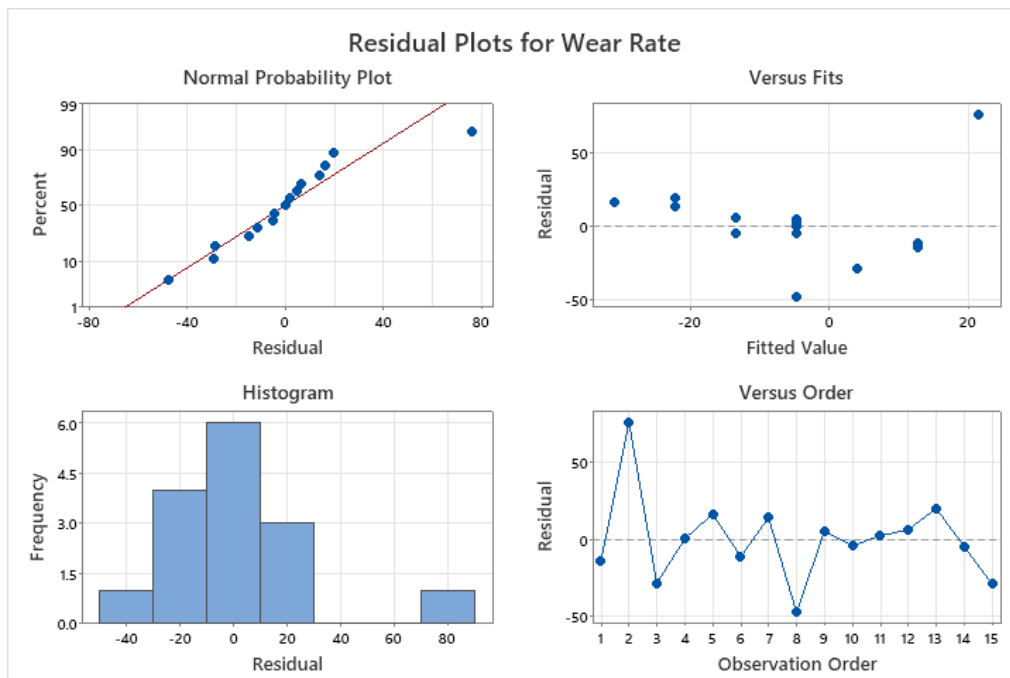 Residual Plots for Wear Rate
Normal Probability Plot
Percent
99
90
50
10
1
-80 -40 0 40 80
Residual
Versus Fits
Residual
50
0
-50
-20 0 20
Fitted Value
Histogram
Frequency
6.0
4.5
3.0
1.5
0.0
-40 -20 0 20 40 60 80
Residual
Versus Order
Residual
50
0
-50
1 2 3 4 5 6 7 8 9 10 11 12 13 14 15
Observation Order